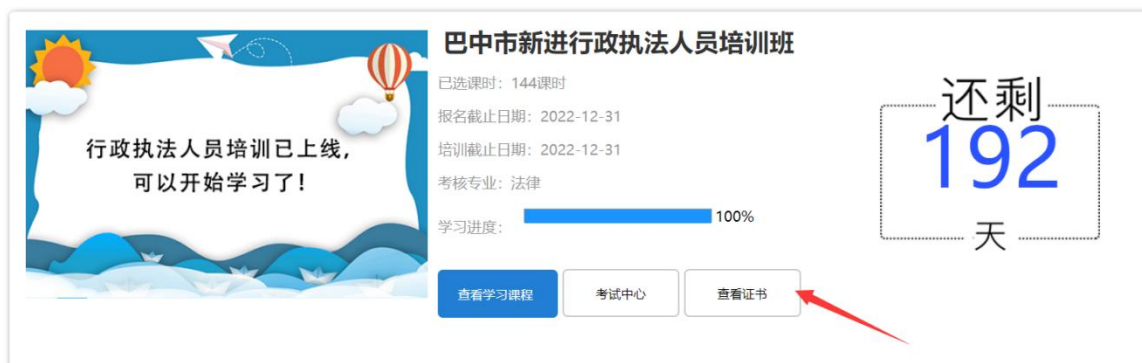 行政执法人员培训已上线，
可以开始学习了！
巴中市新进行政执法人员培训班
已选课时：144课时
报名截止日期：2022-12-31
培训截止日期：2022-12-31
考核专业：法律
学习进度： 100%
查看学习课程 考试中心 查看证书
还剩
192
天